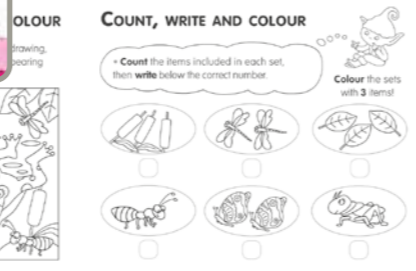 OLOUR
drawing,
pearing
COUNT, WRITE AND COLOUR
• Count the items included in each set,
then write below the correct number.
Colour the sets
with 3 items!